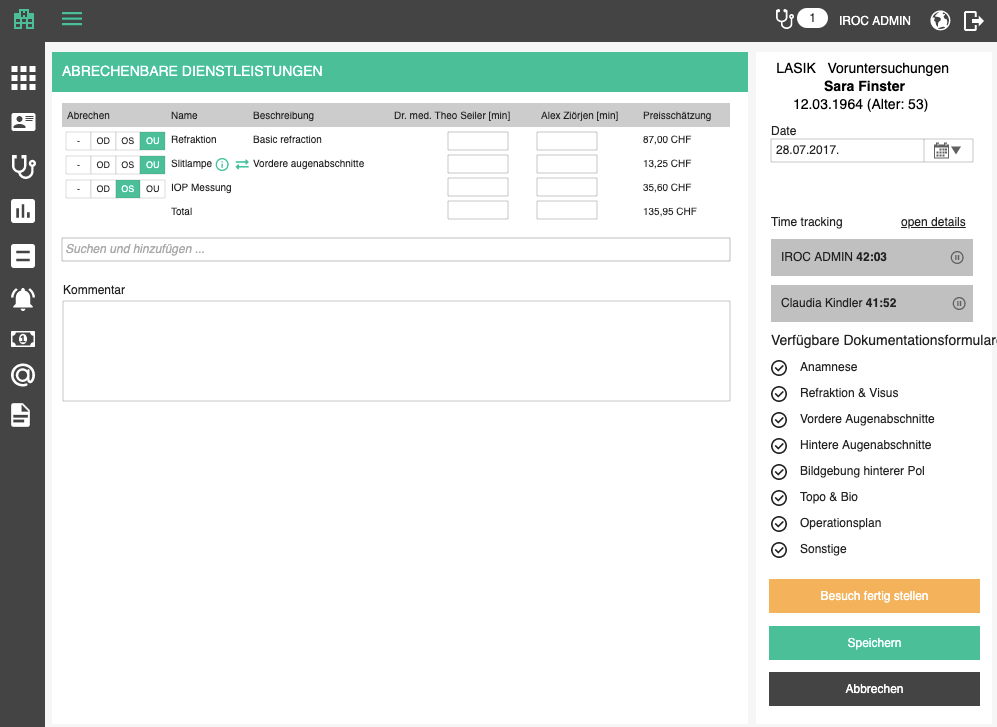 1 IROC ADMIN
ABRECHENBARE DIENSTLEISTUNGEN
Abrechen Name Beschreibung Dr. med. Theo Seiler [min] Alex Ziörjen [min] Preisschätzung
- OD OS OU Refraktion Basic refraction 87,00 CHF
- OD OS OU Slitlampe Vordere augenabschnitte 13,25 CHF
- OD OS OU IOP Messung 35,60 CHF
Total 135,95 CHF
Suchen und hinzufügen ...
Kommentar
LASIK Voruntersuchungen
Sara Finster
12.03.1964 (Alter: 53)
Date
28.07.2017.
Time tracking open details
IROC ADMIN 42:03
Claudia Kindler 41:52
Verfügbare Dokumentationsformulare
Anamnese
Refraktion & Visus
Vordere Augenabschnitte
Hintere Augenabschnitte
Bildgebung hinterer Pol
Topo & Bio
Operationsplan
Sonstige
Besuch fertig stellen
Speichern
Abbrechen